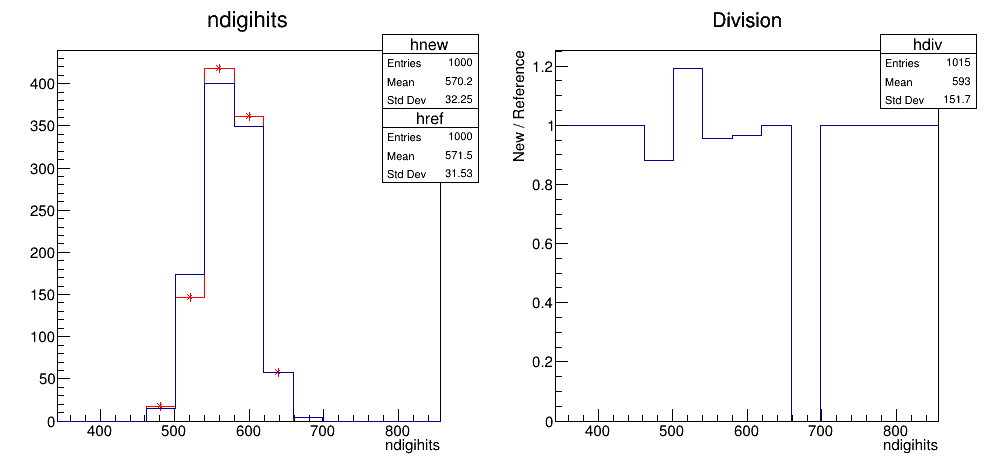 ndigihits
hnew
Entries 1000
Mean 570.2
Std Dev 32.25
href
Entries 1000
Mean 571.5
Std Dev 31.53
400
350
300
250
200
150
100
50
0
400 500 600 700 800
ndigihits
Division
hdiv
Entries 1015
Mean 593
Std Dev 151.7
New / Reference
1.2
1
0.8
0.6
0.4
0.2
0
400 500 600 700 800
ndigihits